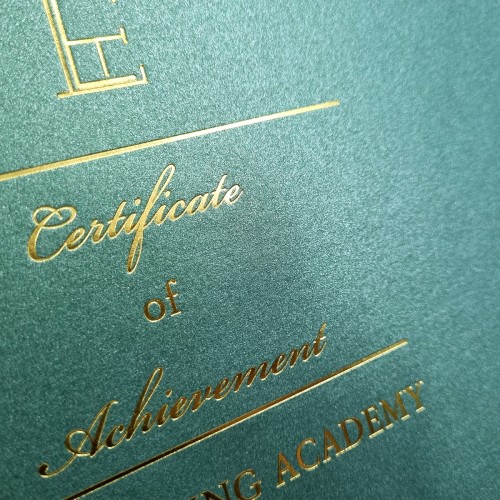 E
Certificate
of
Achievement
ACADEMY